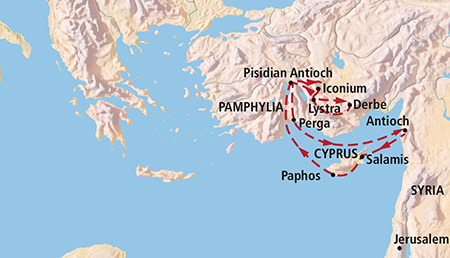 Pisidian Antioch
Iconium
PAMPHYLIA
Lystra
Derbe
Perga
Antioch
CYPRUS
Salamis
Paphos
SYRIA
Jerusalem